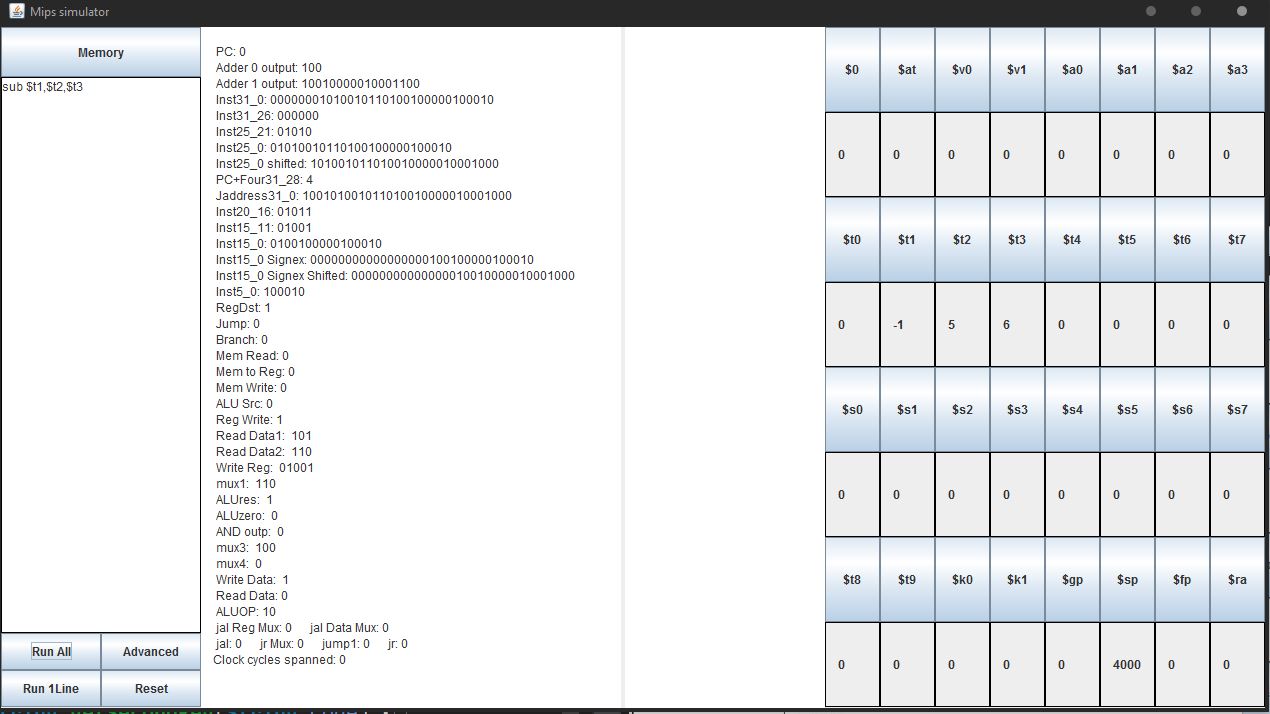 Mips simulator
Memory
sub $t1,$t2,$t3
Run All
Advanced
Run 1Line
Reset
PC: 0
Adder 0 output: 100
Adder 1 output: 10010000010001100
Inst31_0: 00000001010010110100100000100010
Inst31_26: 000000
Inst25_21: 01010
Inst25_0: 01010010110100100000100010
Inst25_0 shifted: 101001011010010000010001000
PC+Four31_28: 4
Jaddress31_0: 10010100101101001000001​0001000
Inst20_16: 01011
Inst15_11: 01001
Inst15_0: 0100100000100010
Inst15_0 Signex: 00000000000000000100100000100010
Inst15_0 Signex Shifted: 00000000000000010010000010001000
Inst5_0: 100010
RegDst: 1
Jump: 0
Branch: 0
Mem Read: 0
Mem to Reg: 0
Mem Write: 0
ALU Src: 0
Reg Write: 1
Read Data1: 101
Read Data2: 110
Write Reg: 01001
mux1: 110
ALUres: 1
ALUzero: 0
AND outp: 0
mux3: 100
mux4: 0
Write Data: 1
Read Data: 0
ALUOP: 10
jal Reg Mux: 0 jal Data Mux: 0
jal: 0 jr Mux: 0 jump1: 0 jr: 0
Clock cycles spanned: 0
$0 $at $v0 $v1 $a0 $a1 $a2 $a3
0 0 0 0 0 0 0 0
$t0 $t1 $t2 $t3 $t4 $t5 $t6 $t7
0 -1 5 6 0 0 0 0
$s0 $s1 $s2 $s3 $s4 $s5 $s6 $s7
0 0 0 0 0 0 0 0
$t8 $t9 $k0 $k1 $gp $sp $fp $ra
0 0 0 0 0 4000 0 0